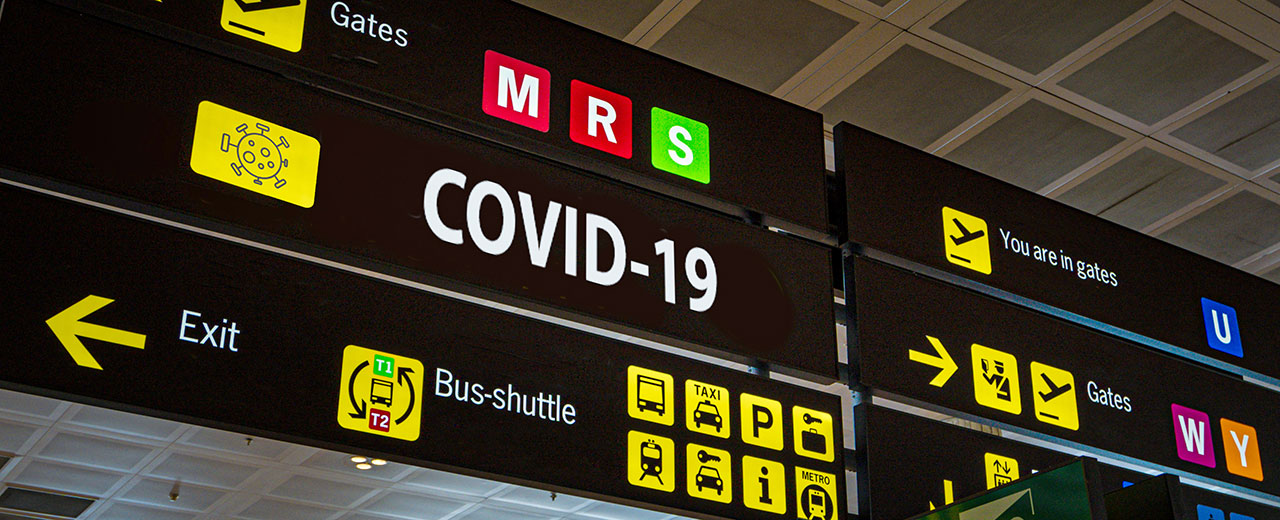 Gates
M R S
COVID-19
Exit
T1
T2
Bus-shuttle
TAXI
P
i
METRO
You are in gates
U
Gates
W Y